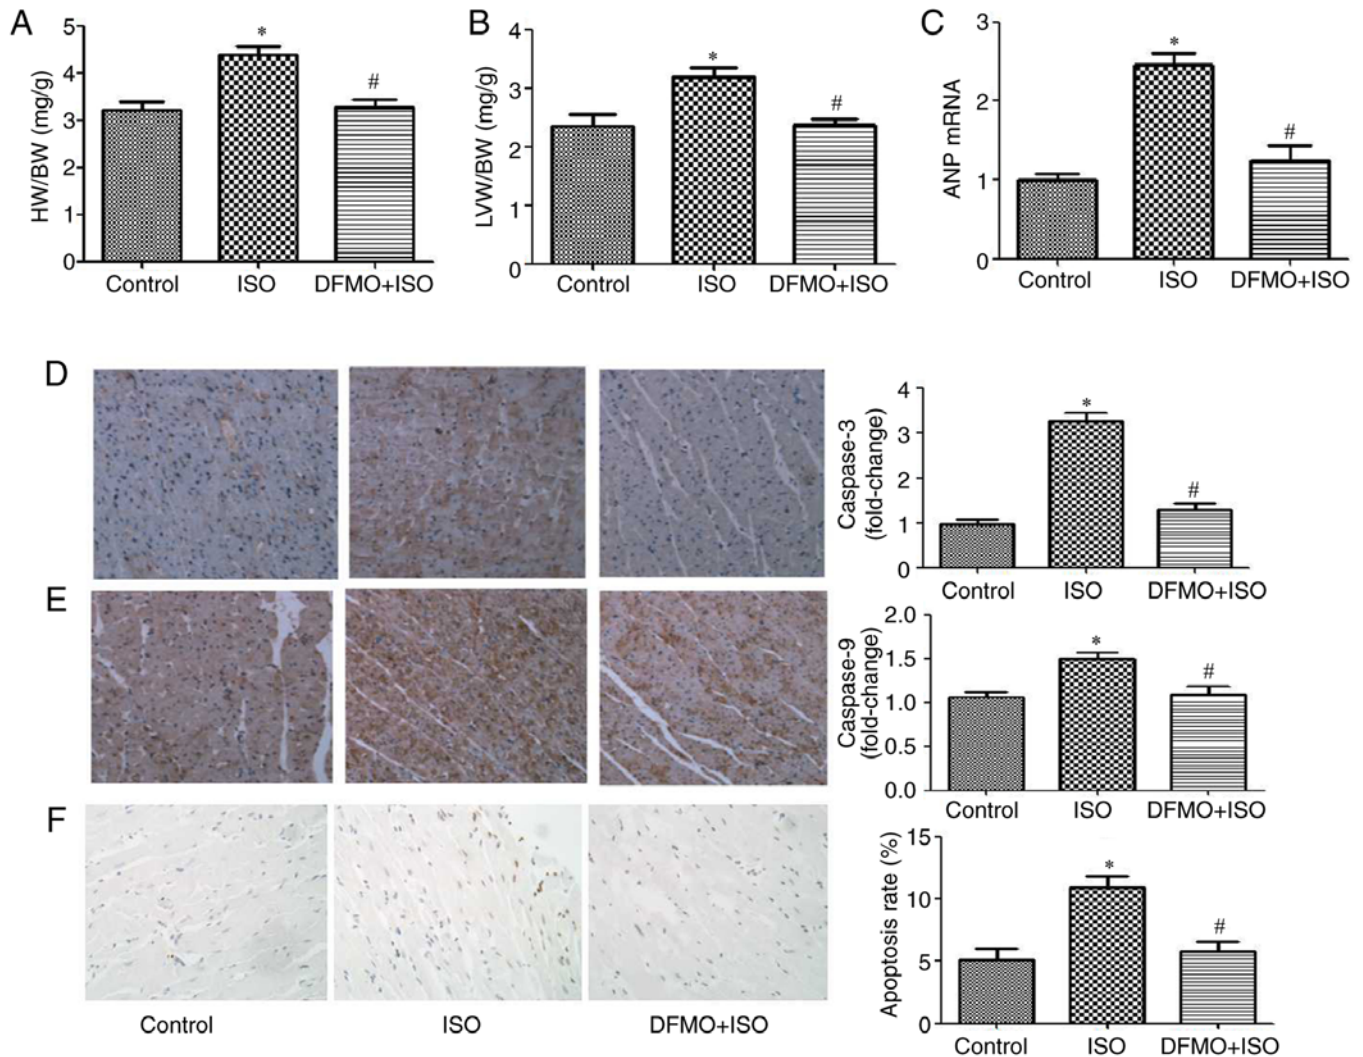 A
HW/BW (mg/g)
5
4
3
2
1
0
*
#
Control ISO DFMO+ISO
B
LVW/BW (mg/g)
4
3
2
1
0
*
#
Control ISO DFMO+ISO
C
ANP mRNA
3
2
1
0
*
#
Control ISO DFMO+ISO
D
Caspase-3
(fold-change)
4
3
2
1
0
*
#
Control ISO DFMO+ISO
E
Caspase-9
(fold-change)
2.0
1.5
1.0
0.5
0.0
*
#
Control ISO DFMO+ISO
F
Control ISO DFMO+ISO
Apoptosis rate (%)
15
10
5
0
*
#
Control ISO DFMO+ISO